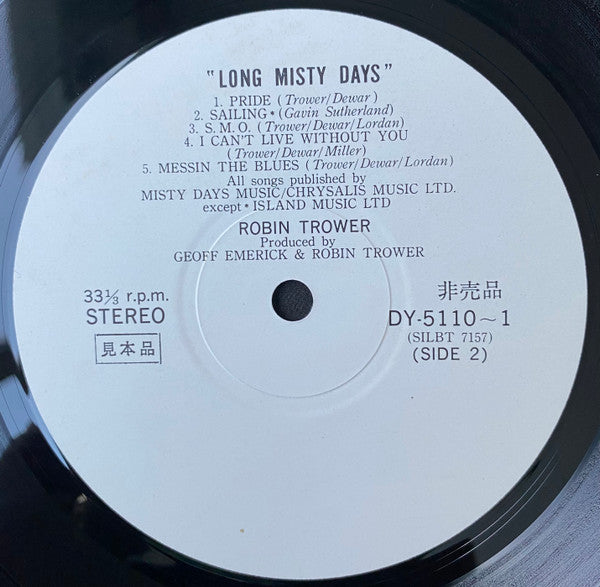 "LONG MISTY DAYS"
1. PRIDE (Trower/Dewar)
2. SAILING* (Gavin Sutherland)
3. S.M.O. (Trower/Dewar/Lordan)
4. I CAN'T LIVE WITHOUT YOU
(Trower/Dewar/Miller)
5. MESSIN THE BLUES (Trower/Dewar/Lordan)
All songs published by
MISTY DAYS MUSIC/CHRYSALIS MUSIC LTD.
except * ISLAND MUSIC LTD
ROBIN TROWER
Produced by
GEOFF EMERICK & ROBIN TROWER
33⅓ r.p.m.
STEREO
見本品
非売品
DY-5110~1
(SILBT 7157)
(SIDE 2)